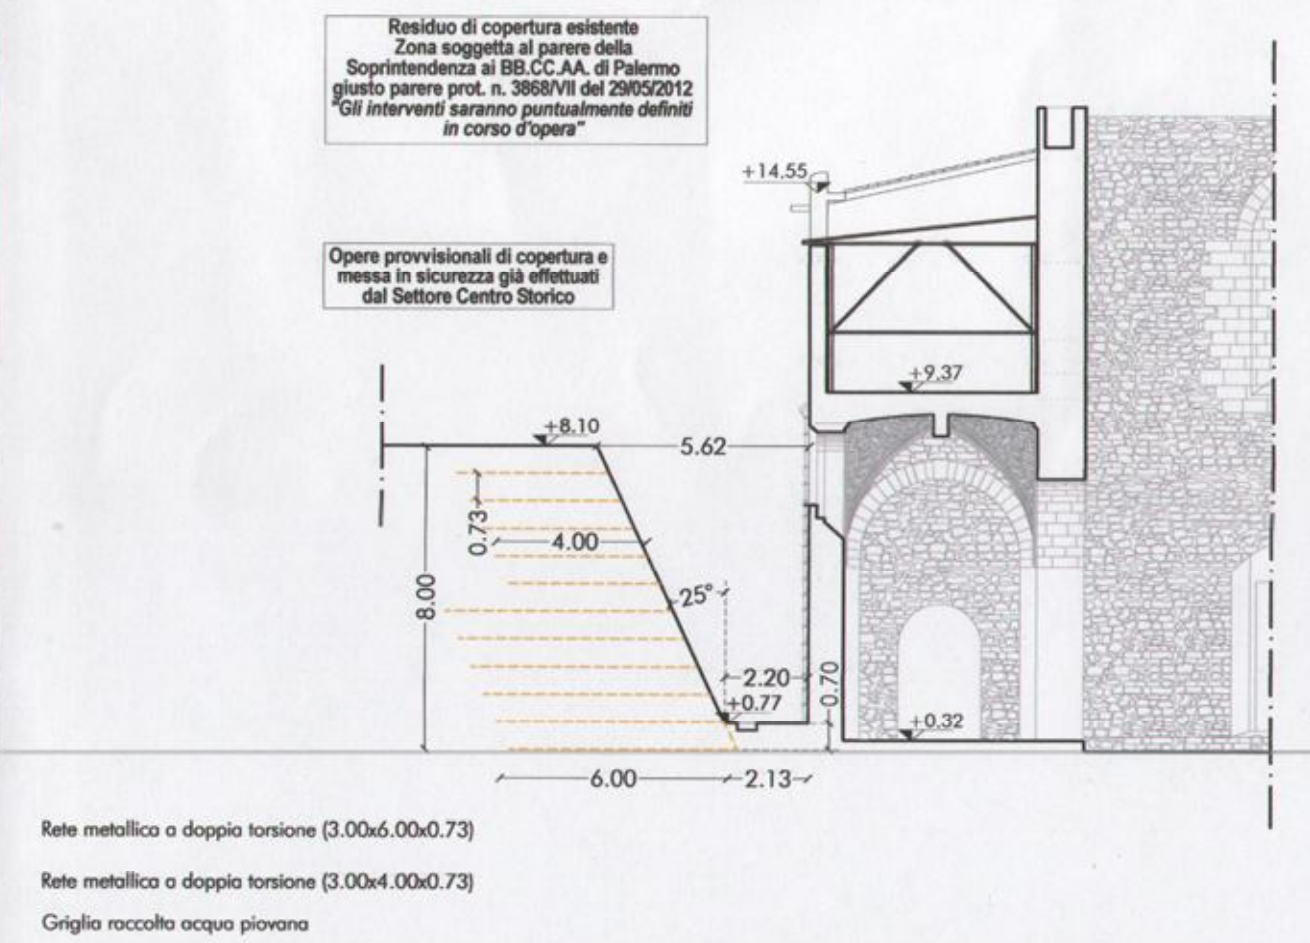 Residuo di copertura esistente
Zona soggetta al parere della
Soprintendenza ai BB.CC.AA. di Palermo
giusto parere prot. n. 3868/VII del 29/05/2012
"Gli interventi saranno puntualmente definiti
in corso d'opera"
+14.55
Opere provvisionali di copertura e
messa in sicurezza già effettuati
dal Settore Centro Storico
+9.37
+8.10
5.62
0.73
4.00
8.00
25°
2.20
0.70
+0.77
+0.32
6.00
2.13
Rete metallica a doppia torsione (3.00x6.00x0.73)
Rete metallica a doppia torsione (3.00x4.00x0.73)
Griglia raccolta acqua piovana